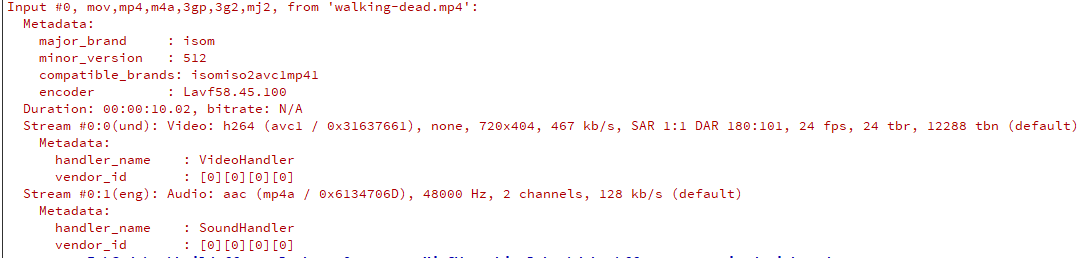 Input #0, mov,mp4,m4a,3gp,3g2,mj2, from 'walking-dead.mp4':
  Metadata:
    major_brand     : isom
    minor_version   : 512
    compatible_brands: isomiso2avc1mp41
    encoder         : Lavf58.45.100
  Duration: 00:00:10.02, bitrate: N/A
  Stream #0:0(und): Video: h264 (avc1 / 0x31637661), none, 720x404, 467 kb/s, SAR 1:1 DAR 180:101, 24 fps, 24 tbr, 12288 tbn (default)
    Metadata:
      handler_name    : VideoHandler
      vendor_id       : [0][0][0][0]
  Stream #0:1(eng): Audio: aac (mp4a / 0x6134706D), 48000 Hz, 2 channels, 128 kb/s (default)
    Metadata:
      handler_name    : SoundHandler
      vendor_id       : [0][0][0][0]